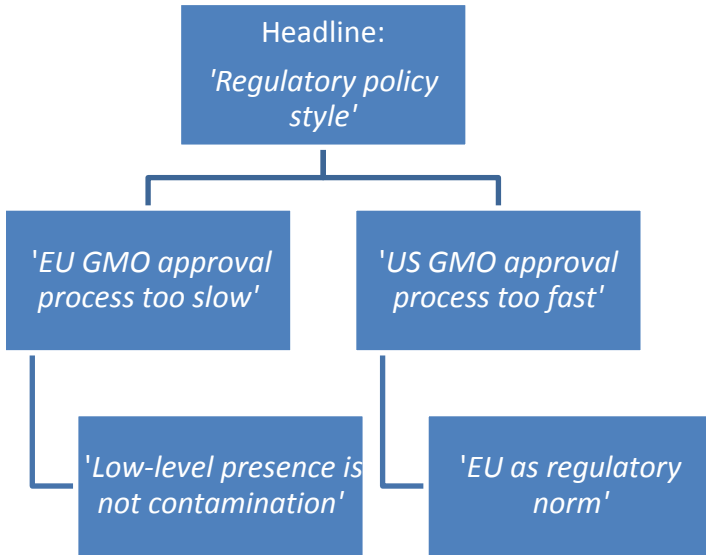 Headline:
'Regulatory policy
style'
'EU GMO approval
process too slow'
'US GMO approval
process too fast'
'Low-level presence is
not contamination'
'EU as regulatory
norm'